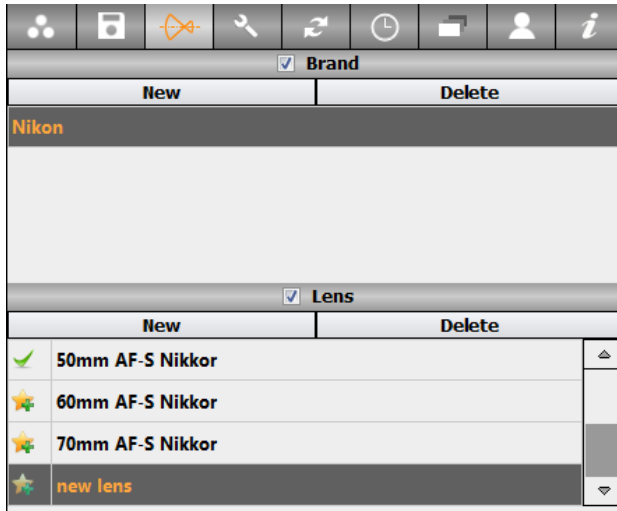 Brand
New Delete
Nikon
Lens
New Delete
50mm AF-S Nikkor
60mm AF-S Nikkor
70mm AF-S Nikkor
new lens